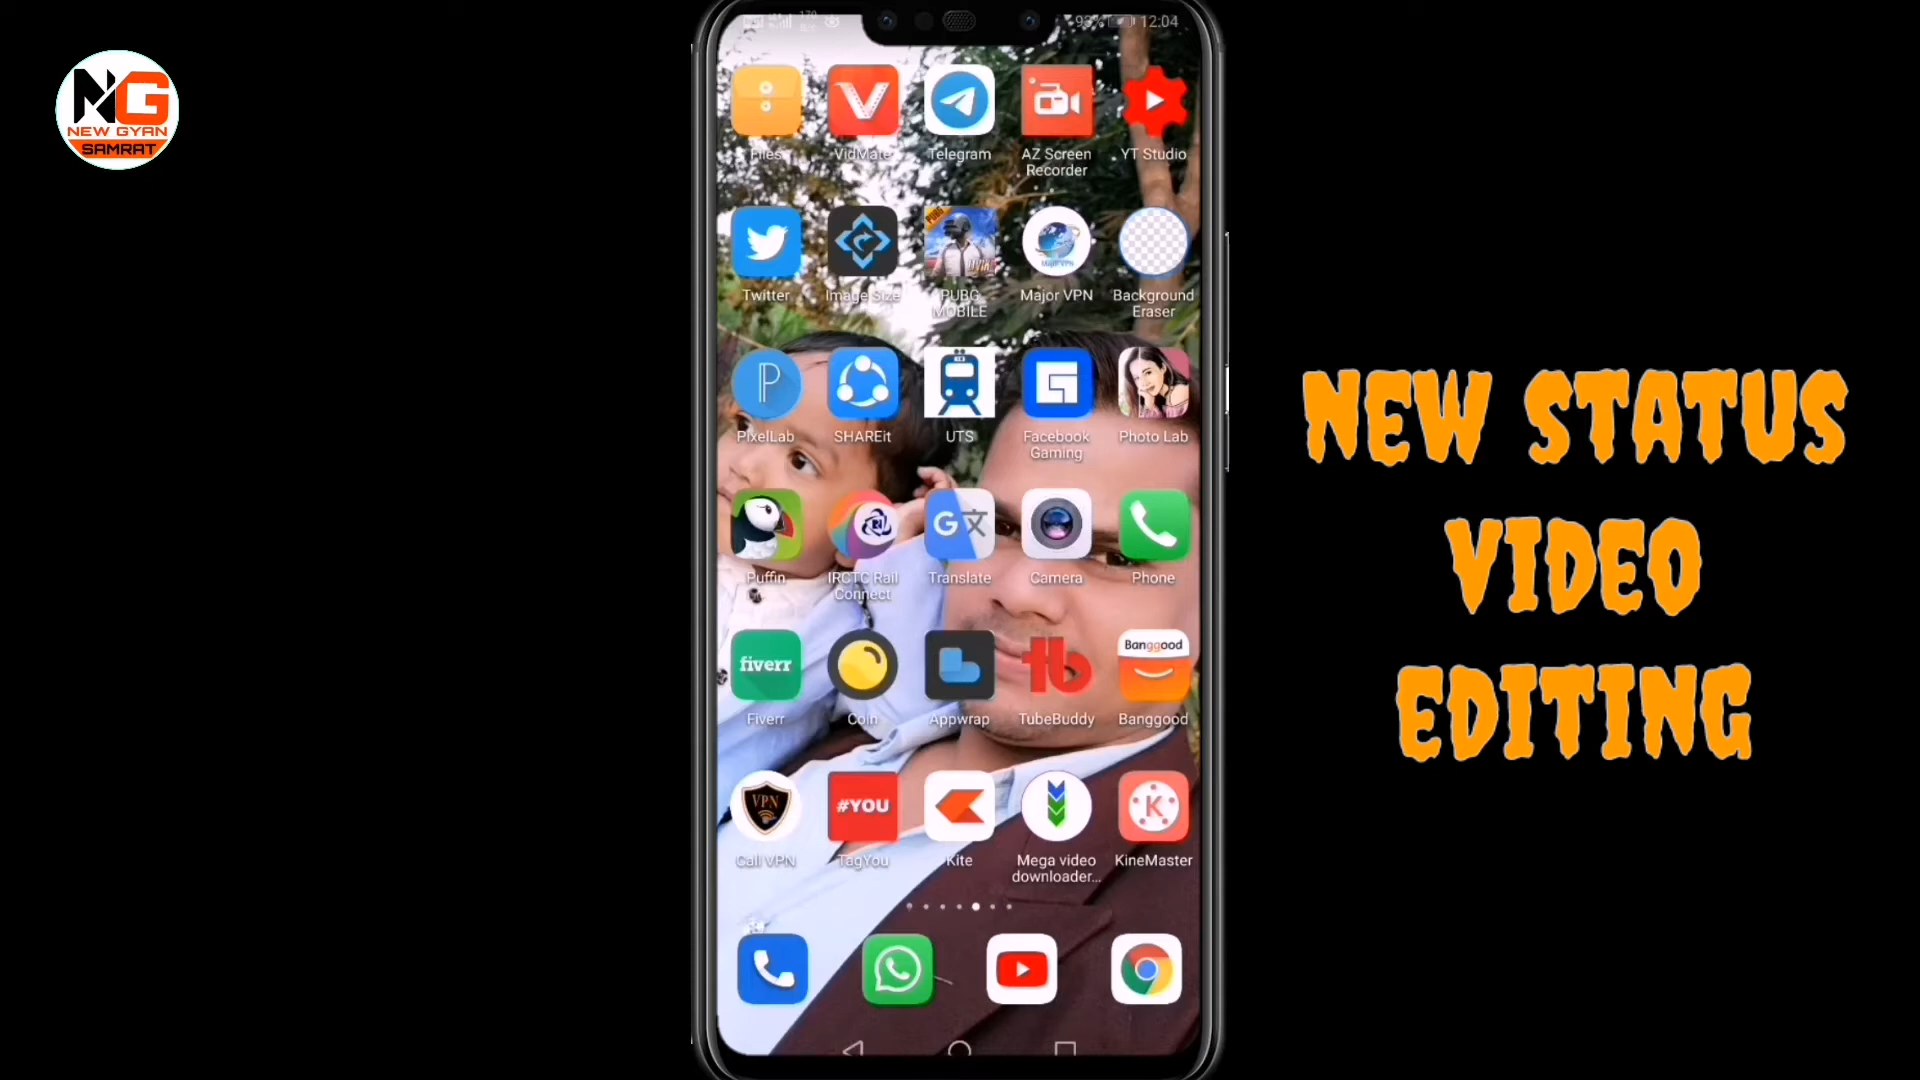 12:04
NG
NEW GYAN
SAMRAT
Files
VidMate
Telegram
AZ Screen
Recorder
YT Studio
Twitter
Image Size
PUBG
MOBILE
Major VPN
Background
Eraser
PixelLab
SHAREit
UTS
Facebook
Gaming
Photo Lab
Puffin
IRCTC Rail
Connect
Translate
Camera
Phone
fiverr
Banggood
Fiverr
Coin
Appwrap
TubeBuddy
Banggood
VPN
#YOU
Call VPN
TagYou
Kite
Mega video
downloader...
KineMaster
NEW STATUS
VIDEO
EDITING